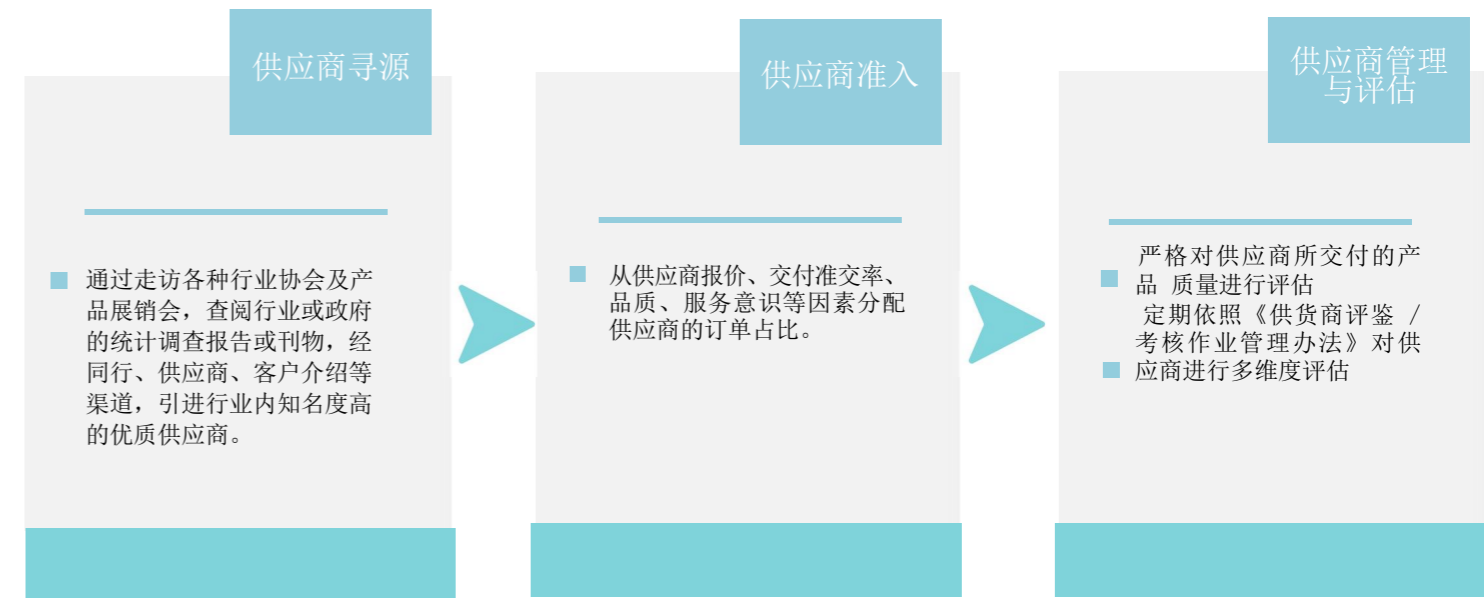 供应商寻源
通过走访各种行业协会及产
品展销会，查阅行业或政府
的统计调查报告或刊物，经
同行、供应商、客户介绍等
渠道，引进行业内知名度高
的优质供应商。
供应商准入
从供应商报价、交付准交率、
品质、服务意识等因素分配
供应商的订单占比。
供应商管理
与评估
严格对供应商所交付的产
品 质量进行评估
定期依照《供货商评鉴 /
考核作业管理办法》对供
应商进行多维度评估